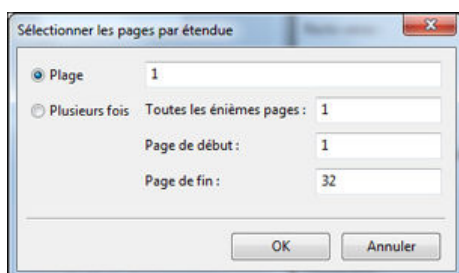 Sélectionner les pages par étendue
Plage 1
Plusieurs fois Toutes les énièmes pages : 1
Page de début : 1
Page de fin : 32
OK Annuler